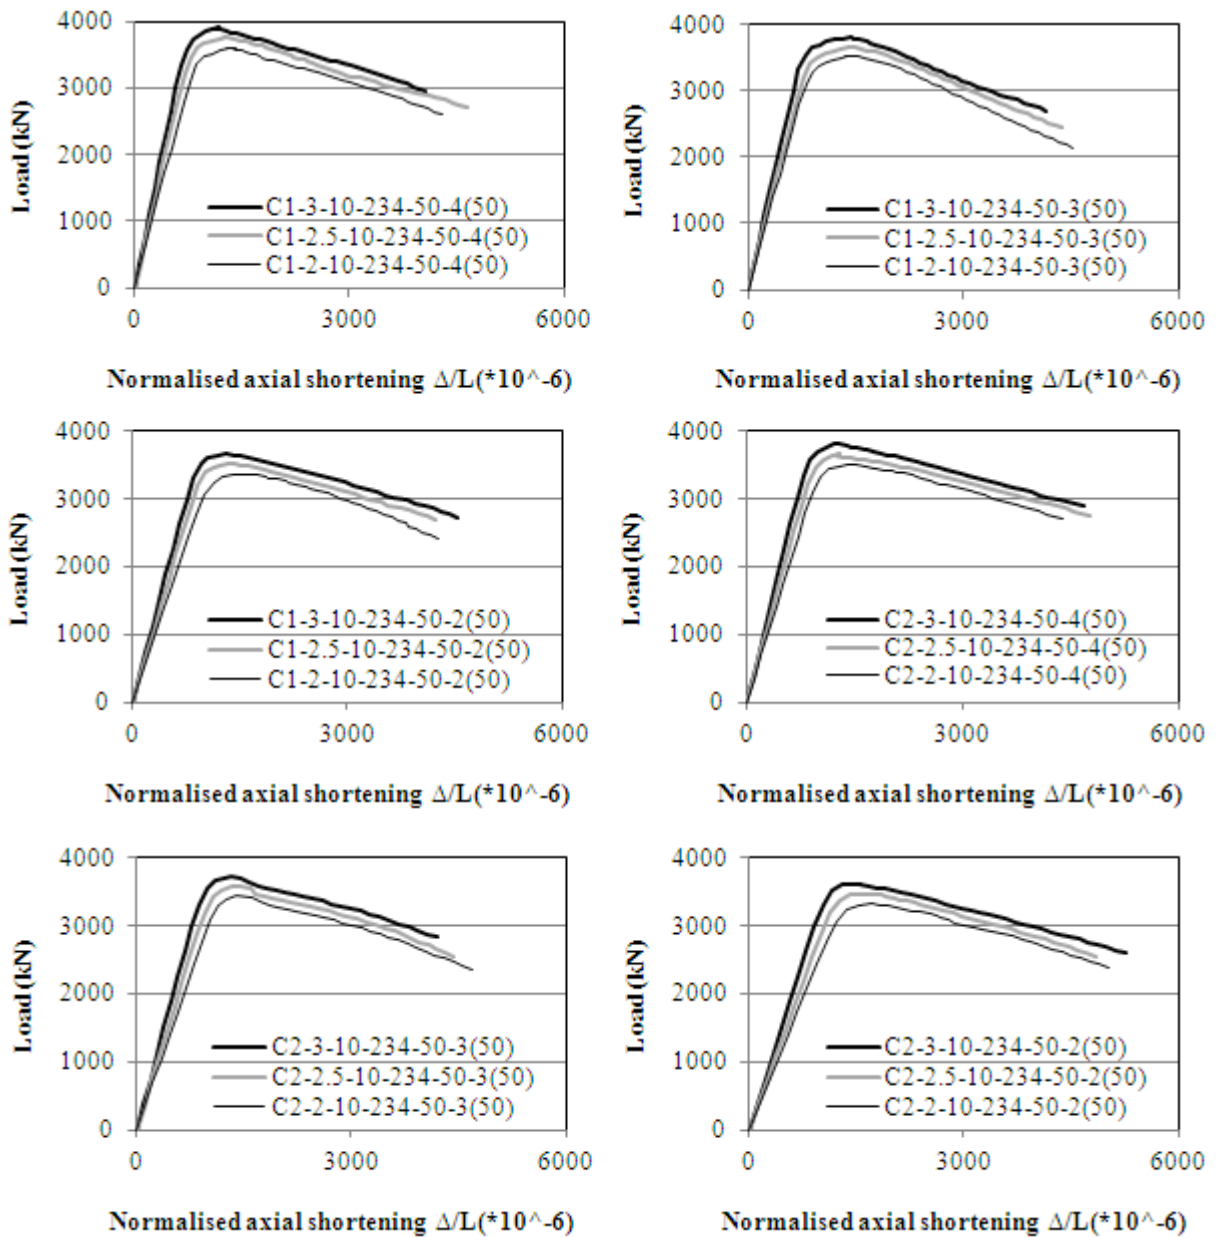 Load (kN)
4000
3000
2000
1000
0
C1-3-10-234-50-4(50)
C1-2.5-10-234-50-4(50)
C1-2-10-234-50-4(50)
0 3000 6000
Normalised axial shortening Δ/L(*10^-6)
Load (kN)
4000
3000
2000
1000
0
C1-3-10-234-50-3(50)
C1-2.5-10-234-50-3(50)
C1-2-10-234-50-3(50)
0 3000 6000
Normalised axial shortening Δ/L(*10^-6)
Load (kN)
4000
3000
2000
1000
0
C1-3-10-234-50-2(50)
C1-2.5-10-234-50-2(50)
C1-2-10-234-50-2(50)
0 3000 6000
Normalised axial shortening Δ/L(*10^-6)
Load (kN)
4000
3000
2000
1000
0
C2-3-10-234-50-4(50)
C2-2.5-10-234-50-4(50)
C2-2-10-234-50-4(50)
0 3000 6000
Normalised axial shortening Δ/L(*10^-6)
Load (kN)
4000
3000
2000
1000
0
C2-3-10-234-50-3(50)
C2-2.5-10-234-50-3(50)
C2-2-10-234-50-3(50)
0 3000 6000
Normalised axial shortening Δ/L(*10^-6)
Load (kN)
4000
3000
2000
1000
0
C2-3-10-234-50-2(50)
C2-2.5-10-234-50-2(50)
C2-2-10-234-50-2(50)
0 3000 6000
Normalised axial shortening Δ/L(*10^-6)